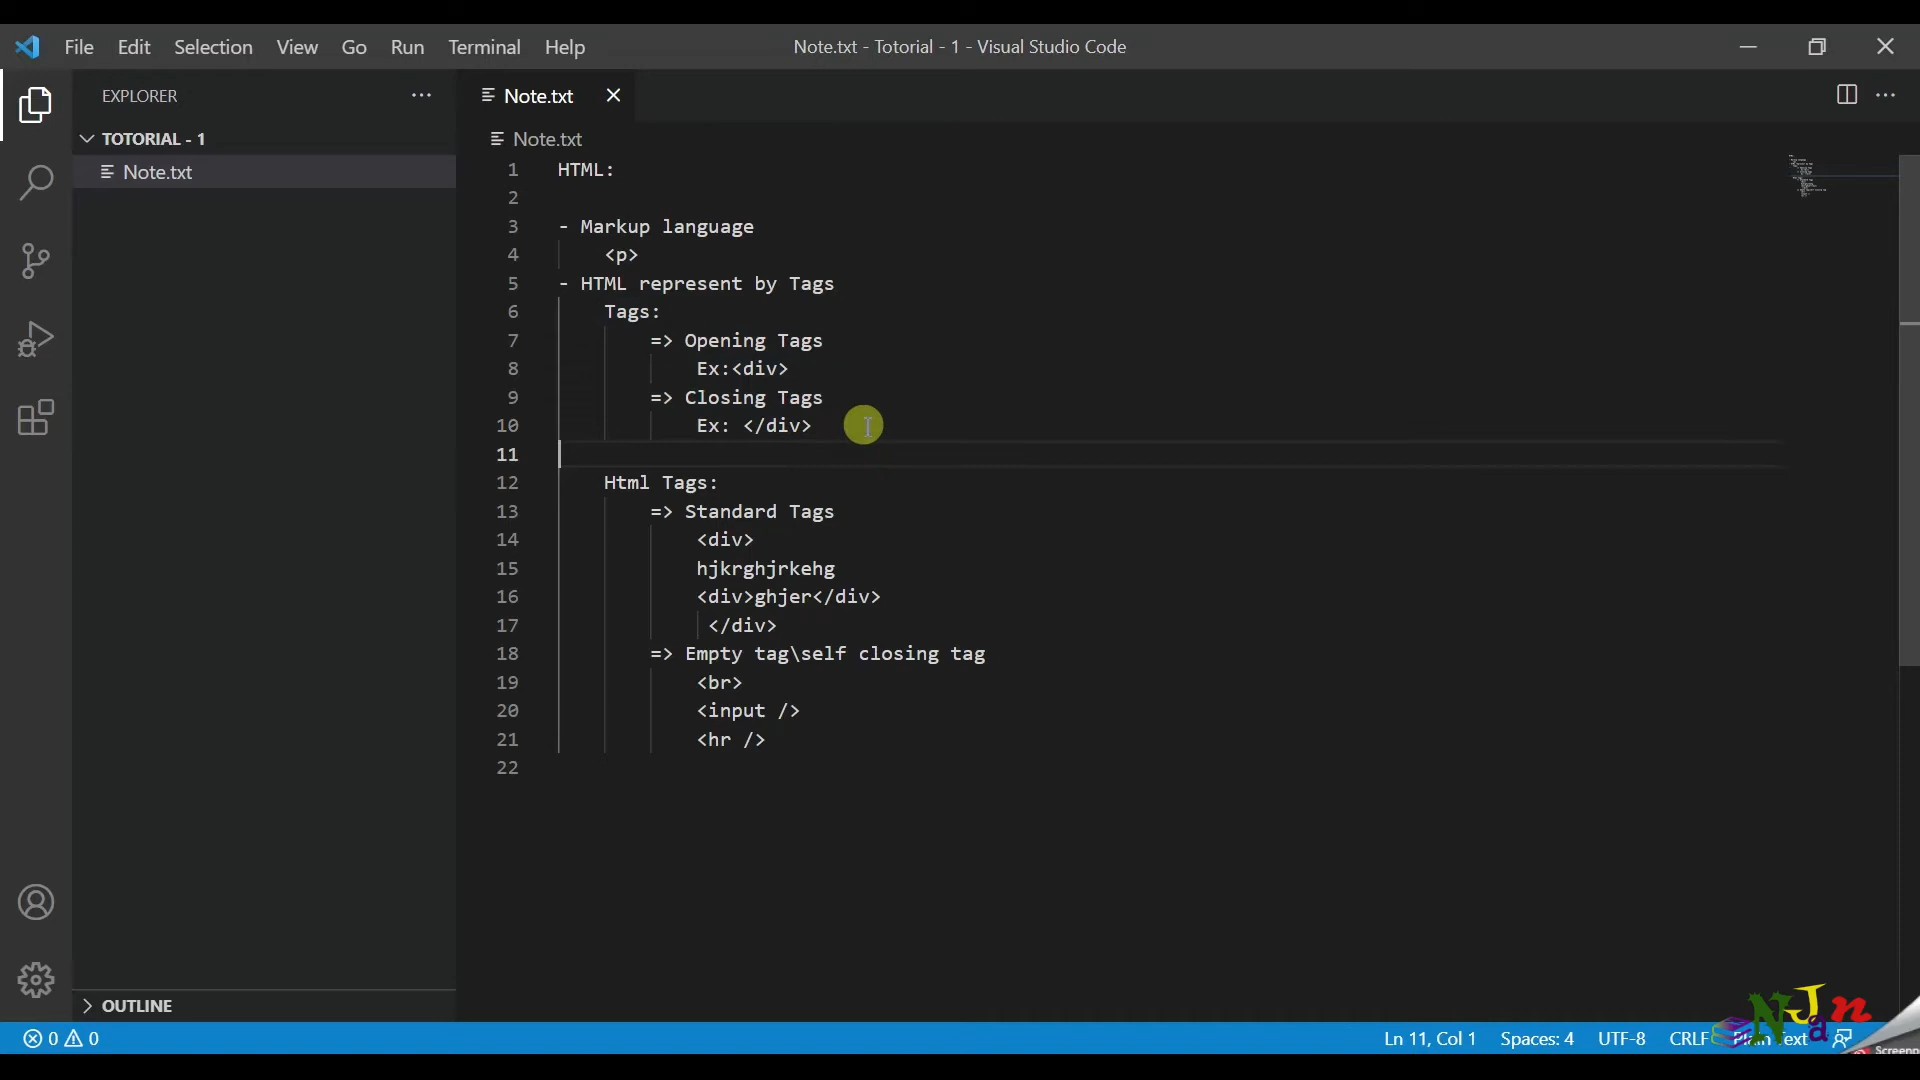 File Edit Selection View Go Run Terminal Help
Note.txt - Tutorial - 1 - Visual Studio Code
EXPLORER
TOTORIAL - 1
Note.txt
OUTLINE
Note.txt
Note.txt
1 HTML:
2
3 - Markup language
4 <p>
5 - HTML represent by Tags
6 Tags:
7 => Opening Tags
8 Ex:<div>
9 => Closing Tags
10 Ex: </div>
11
12 Html Tags:
13 => Standard Tags
14 <div>
15 hjkrghjrkehg
16 <div>ghjer</div>
17 </div>
18 => Empty tag\self closing tag
19 <br>
20 <input />
21 <hr />
22
0 0 Ln 11, Col 1 Spaces: 4 UTF-8 CRLF Plain Text